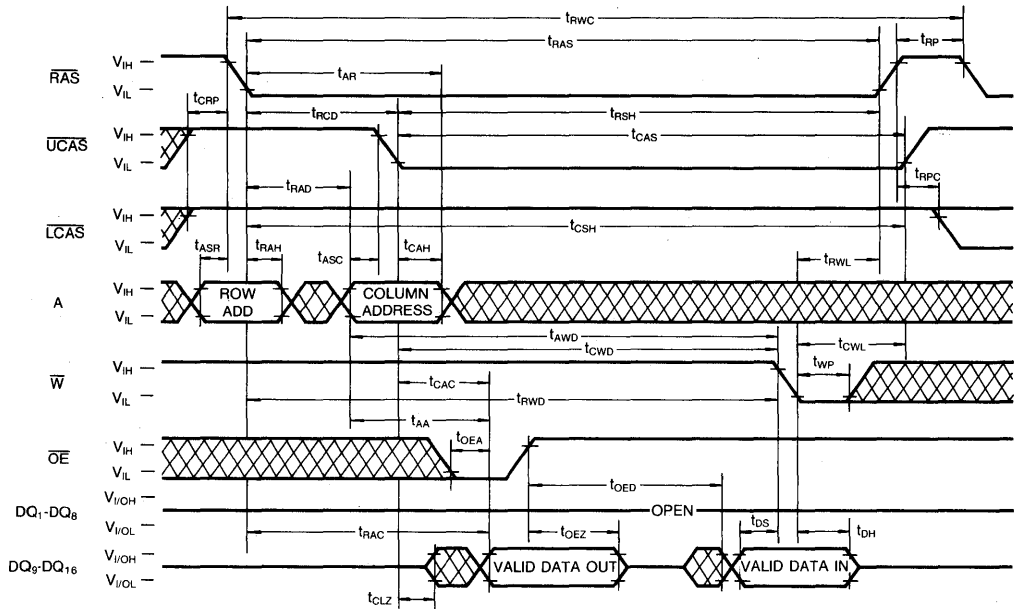 tRWC
tRAS tRP
RAS VIH
VIL
tAR
tCRP tRCD tRSH
UCAS VIH
VIL
tCAS
tRAD tRPC
LCAS VIH
VIL
tCSH
tASR tRAH tASC tCAH tRWL
A VIH
VIL
ROW ADD
COLUMN ADDRESS
tAWD
tCWD tCWL
W VIH
VIL
tWP
tCAC
tRWD
tAA
OE VIH
VIL
tOEA
tOED
DQ1-DQ8 VI/OH
VI/OL
OPEN
tRAC tOEZ tDS tDH
DQ9-DQ16 VI/OH
VI/OL
VALID DATA OUT VALID DATA IN
tCLZ